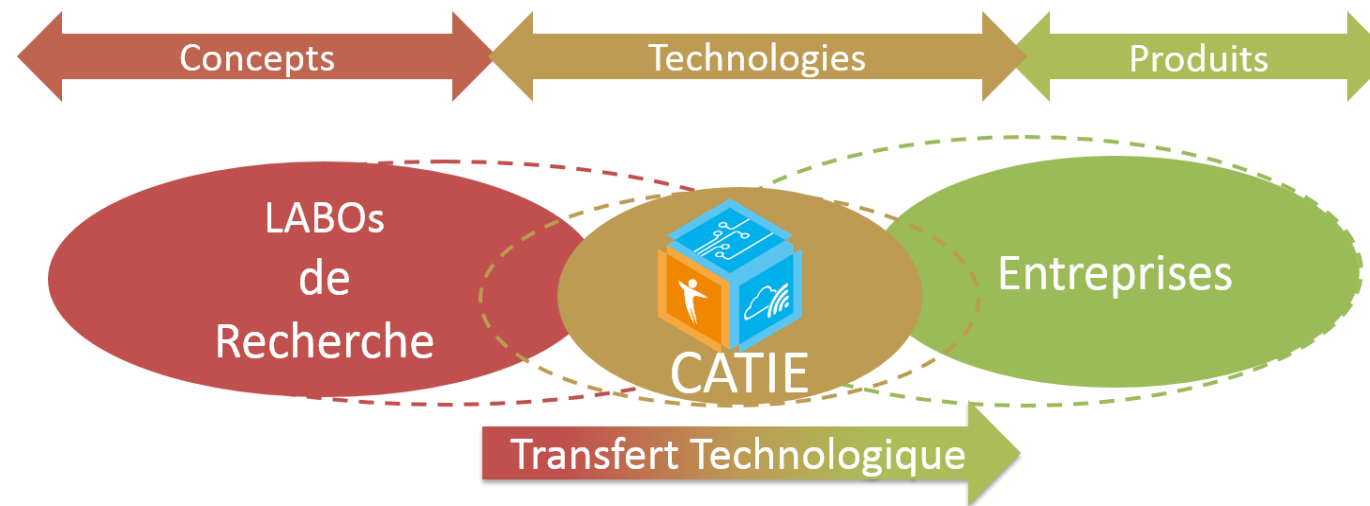 Concepts
Technologies
Produits
LABOs
de
Recherche
CATIE
Entreprises
Transfert Technologique